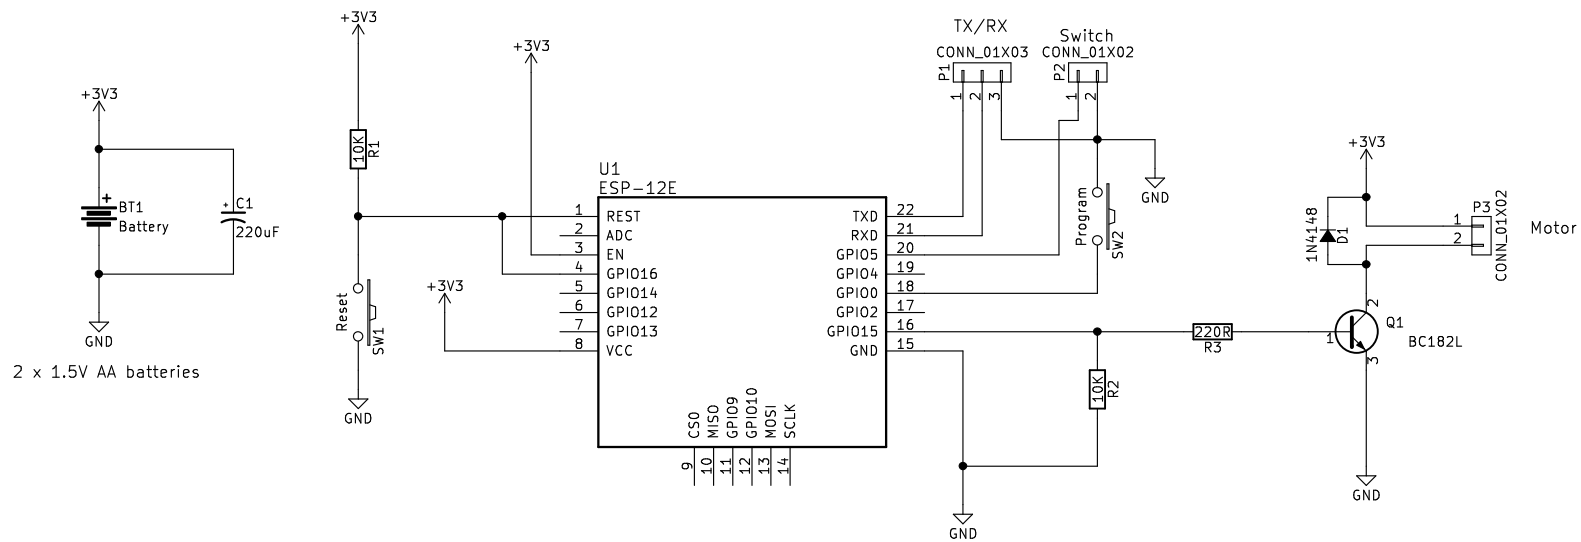 +3V3
BT1
Battery
C1
220uF
GND
2 x 1.5V AA batteries
+3V3
10K
R1
Reset
SW1
GND
+3V3
+3V3
U1
ESP-12E
1 REST
2 ADC
3 EN
4 GPIO16
5 GPIO14
6 GPIO12
7 GPIO13
8 VCC
TXD 22
RXD 21
GPIO5 20
GPIO4 19
GPIO0 18
GPIO2 17
GPIO15 16
GND 15
CS0
MISO
GPIO9
GPIO10
MOSI
SCLK
9
10
11
12
13
14
TX/RX
CONN_01X03
P1
1
2
3
Switch
CONN_01X02
P2
1
2
GND
Program
SW2
220R
R3
10K
R2
GND
+3V3
1N4148
D1
1
2
P3
CONN_01X02
Motor
2
1
3
Q1
BC182L
GND